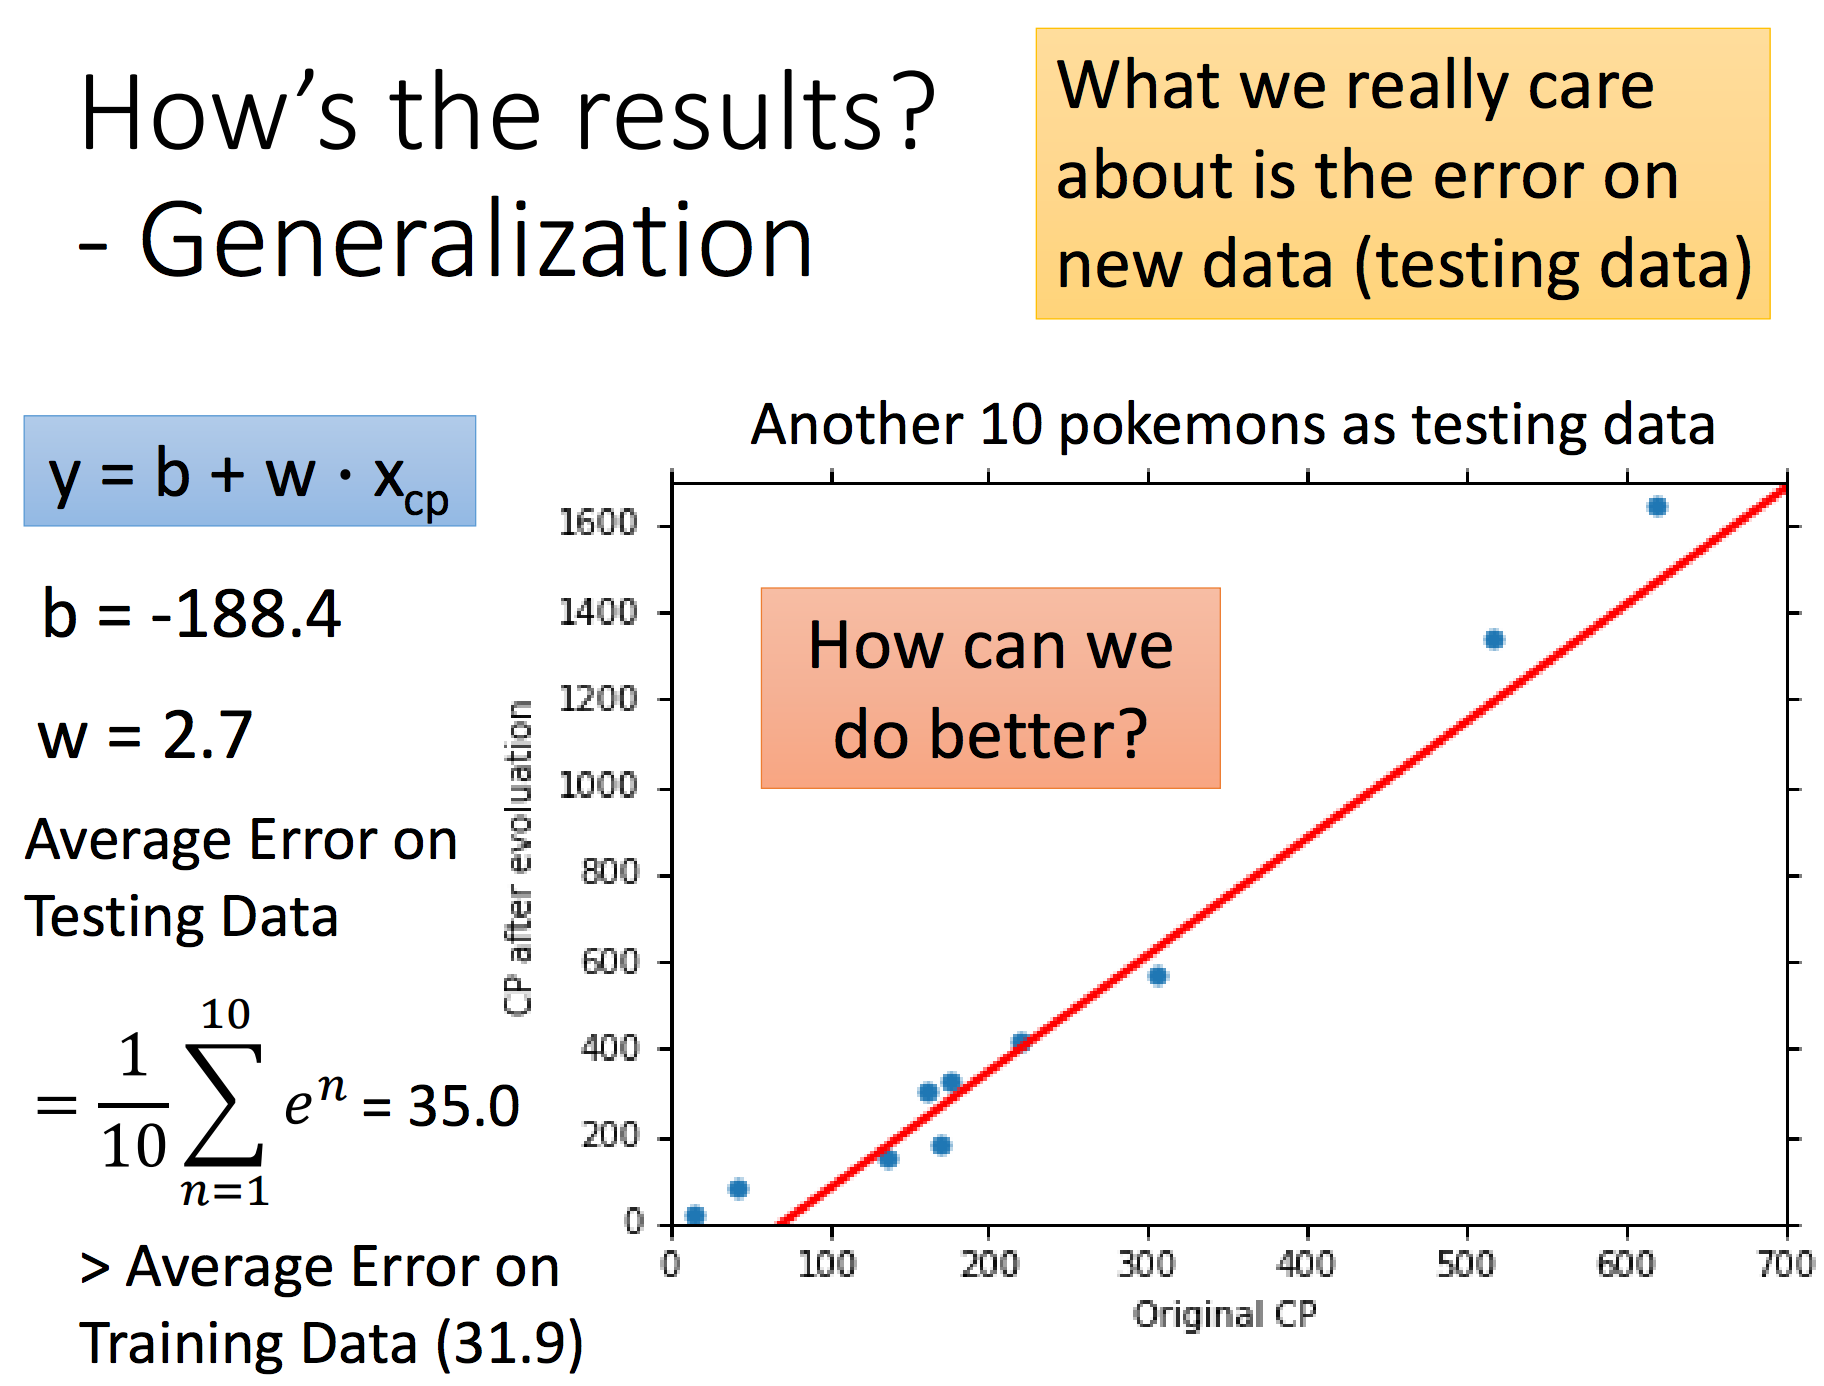 How’s the results?
- Generalization
What we really care
about is the error on
new data (testing data)
y = b + w · x_cp
b = -188.4
w = 2.7
Average Error on
Testing Data
= \frac{1}{10} \sum_{n=1}^{10} e^n = 35.0
> Average Error on
Training Data (31.9)
Another 10 pokemons as testing data
How can we
do better?
CP after evoluation
1600
1400
1200
1000
800
600
400
200
0
0 100 200 300 400 500 600 700
Original CP